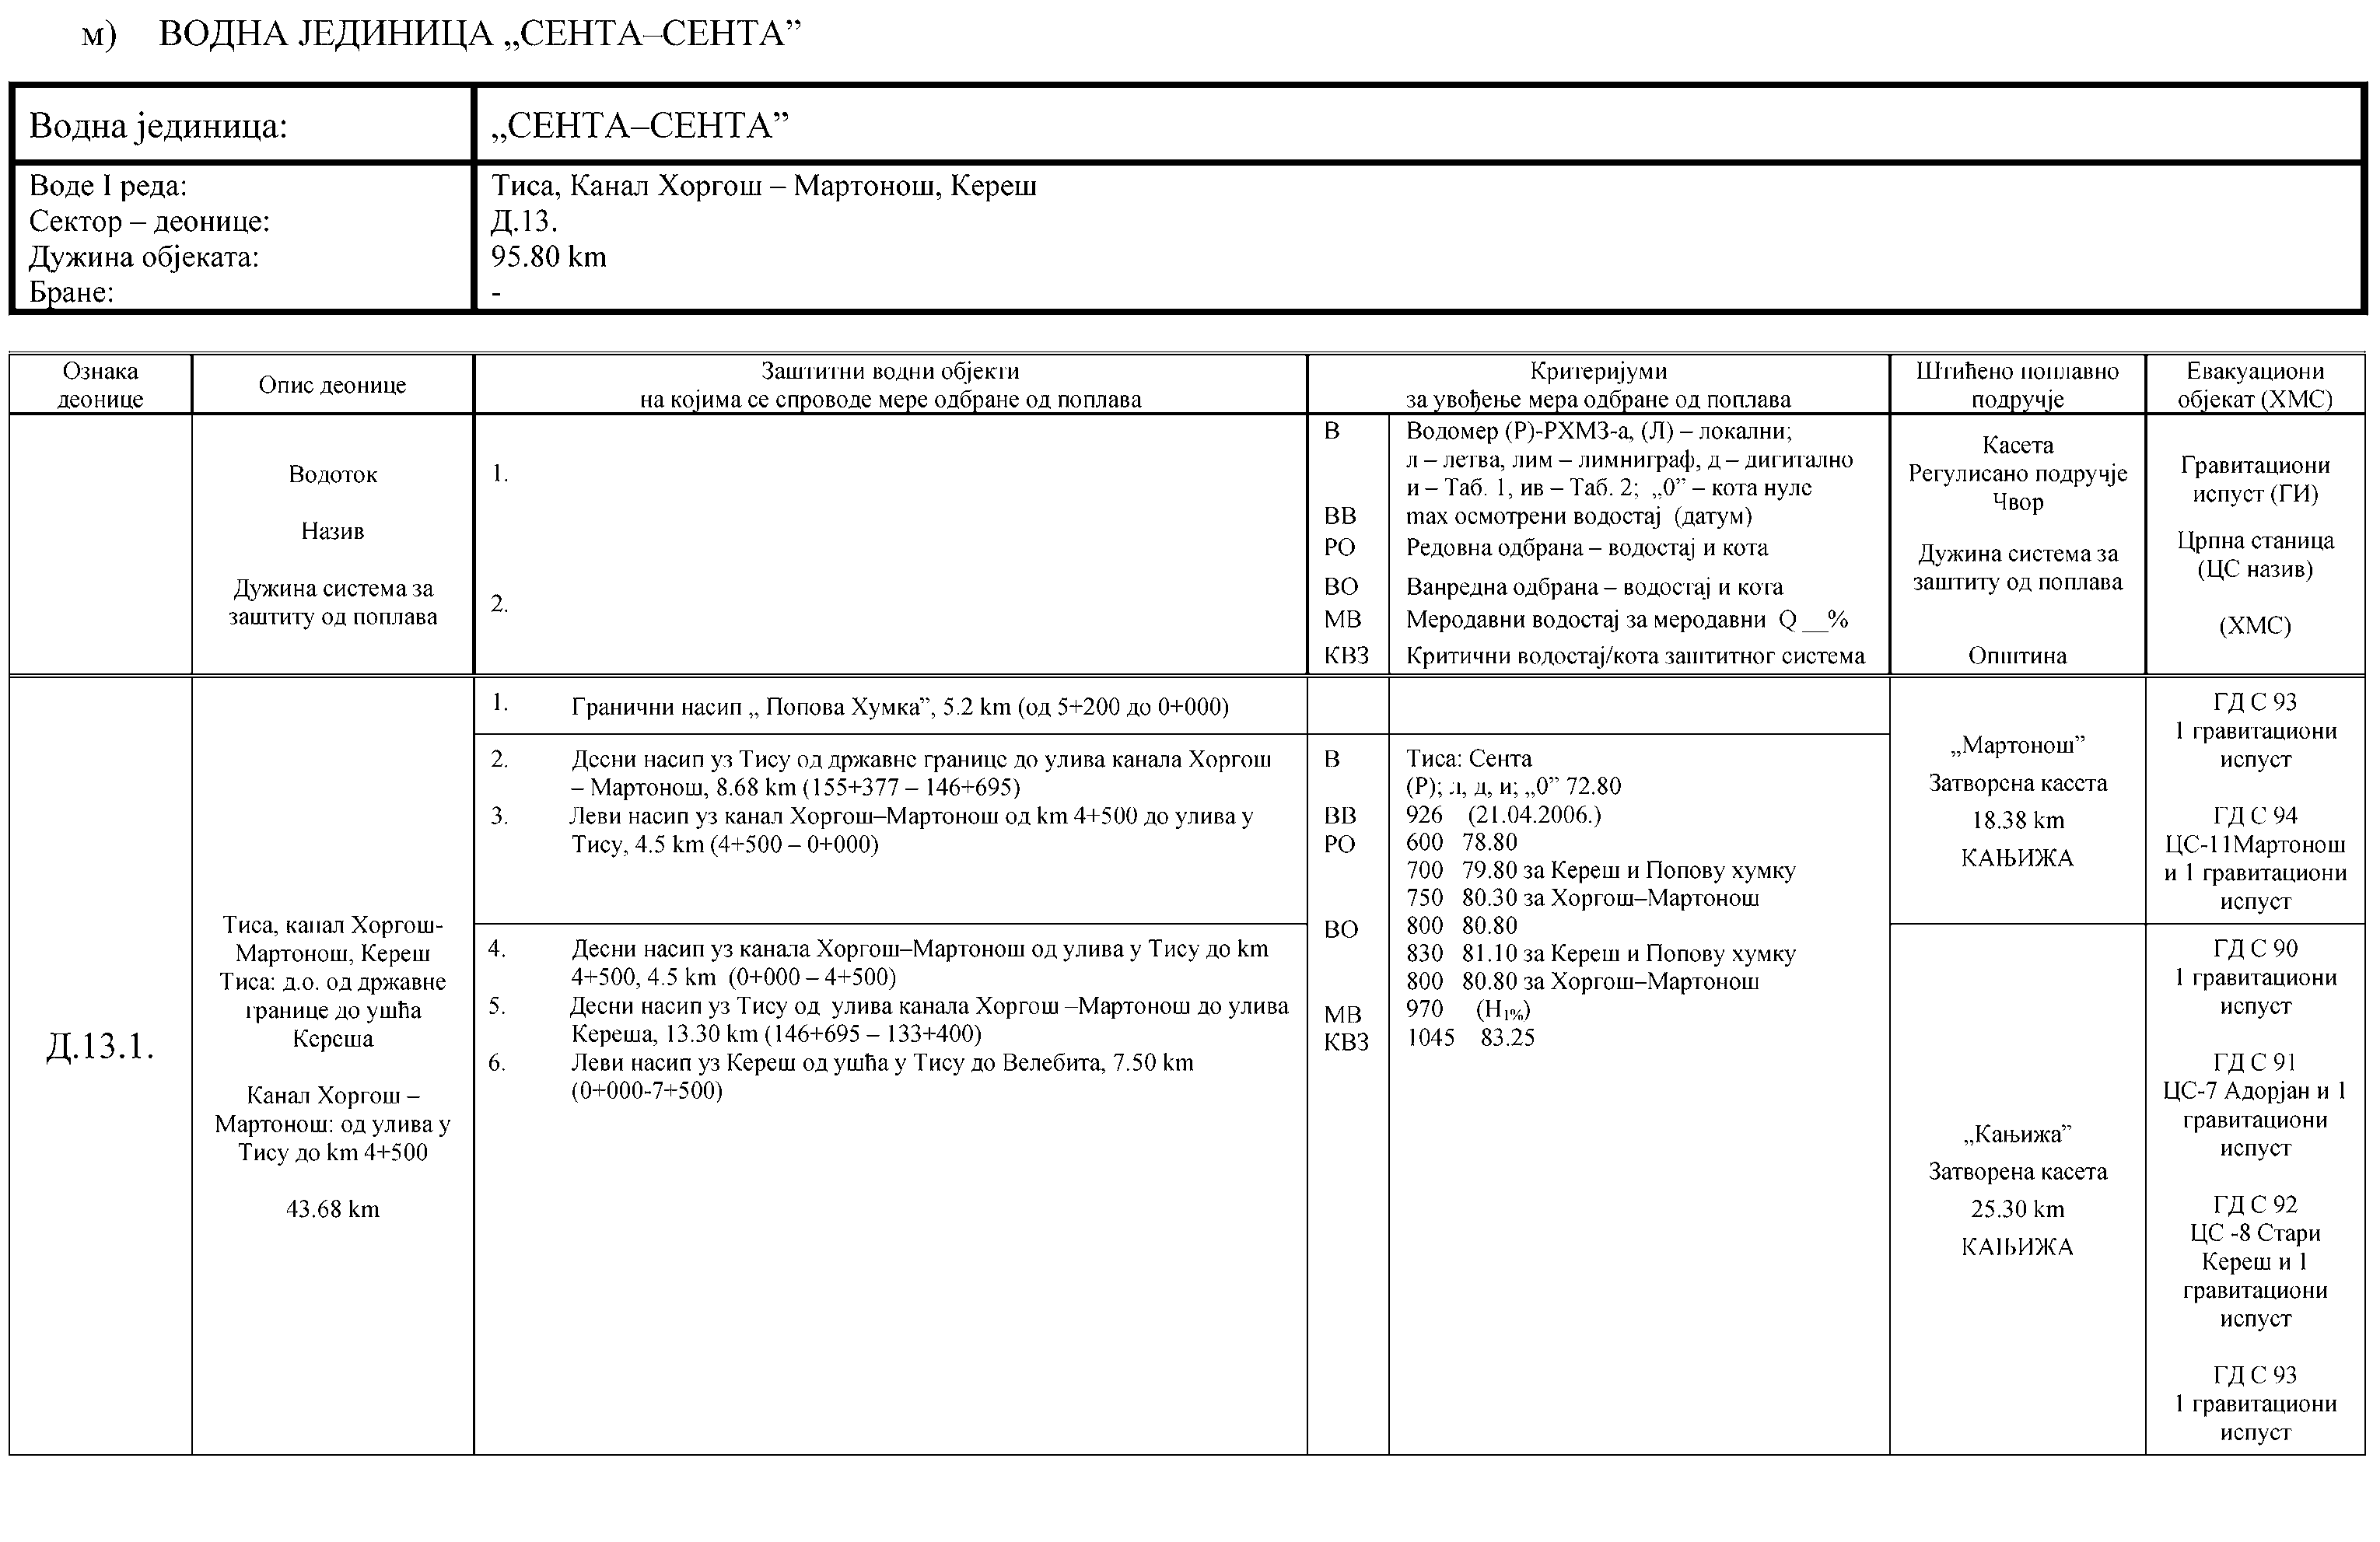 м) ВОДНА ЈЕДИНИЦА „СЕНТА–СЕНТА”
Водна јединица: „СЕНТА–СЕНТА”
Воде I реда: Тиса, Канал Хоргош – Мартонош, Кереш
Сектор – деонице: Д.13.
Дужина објеката: 95.80 km
Бране: -
Ознака
деонице
Опис деонице
Заштитни водни објекти
на којима се спроводе мере одбране од поплава
Критеријуми
за увођење мера одбране од поплава
Штићено поплавно
подручје
Евакуациони
објекат (ХМС)
Водоток
Назив
Дужина система за
заштиту од поплава
1.
2.
В Водомер (Р)-РХМЗ-а, (Л) – локални;
л – летва, лим – лимниграф, д – дигитално
и – Таб. 1, ив – Таб. 2; „0” – кота нуле
ВВ max осмотрени водостај (датум)
РО Редовна одбрана – водостај и кота
ВО Ванредна одбрана – водостај и кота
МВ Меродавни водостај за меродавни Q __%
КВЗ Критични водостај/кота заштитног система
Касета
Регулисано подручје
Чвор
Дужина система за
заштиту од поплава
Општина
Гравитациони
испуст (ГИ)
Црпна станица
(ЦС назив)
(ХМС)
Д.13.1.
Тиса, канал Хоргош-
Мартонош, Кереш
Тиса: д.о. од државне
границе до ушћа
Кереша
Канал Хоргош –
Мартонош: од улива у
Тису до km 4+500
43.68 km
1. Гранични насип „ Попова Хумка”, 5.2 km (од 5+200 до 0+000)
2. Десни насип уз Тису од државне границе до улива канала Хоргош
– Мартонош, 8.68 km (155+377 – 146+695)
3. Леви насип уз канал Хоргош–Мартонош од km 4+500 до улива у
Тису, 4.5 km (4+500 – 0+000)
4. Десни насип уз канала Хоргош–Мартонош од улива у Тису до km
4+500, 4.5 km (0+000 – 4+500)
5. Десни насип уз Тису од улива канала Хоргош –Мартонош до улива
Кереша, 13.30 km (146+695 – 133+400)
6. Леви насип уз Кереш од ушћа у Тису до Велебита, 7.50 km
(0+000-7+500)
В Тиса: Сента
(Р); л, д, и; „0” 72.80
ВВ 926 (21.04.2006.)
РО 600 78.80
700 79.80 за Кереш и Попову хумку
750 80.30 за Хоргош–Мартонош
ВО 800 80.80
830 81.10 за Кереш и Попову хумку
800 80.80 за Хоргош–Мартонош
МВ 970 (H1%)
КВЗ 1045 83.25
„Мартонош”
Затворена касета
18.38 km
КАЊИЖА
„Кањижа”
Затворена касета
25.30 km
КАЊИЖА
ГД С 93
1 гравитациони
испуст
ГД С 94
ЦС-11Мартонош
и 1 гравитациони
испуст
ГД С 90
1 гравитациони
испуст
ГД С 91
ЦС-7 Адорјан и 1
гравитациони
испуст
ГД С 92
ЦС -8 Стари
Кереш и 1
гравитациони
испуст
ГД С 93
1 гравитациони
испуст